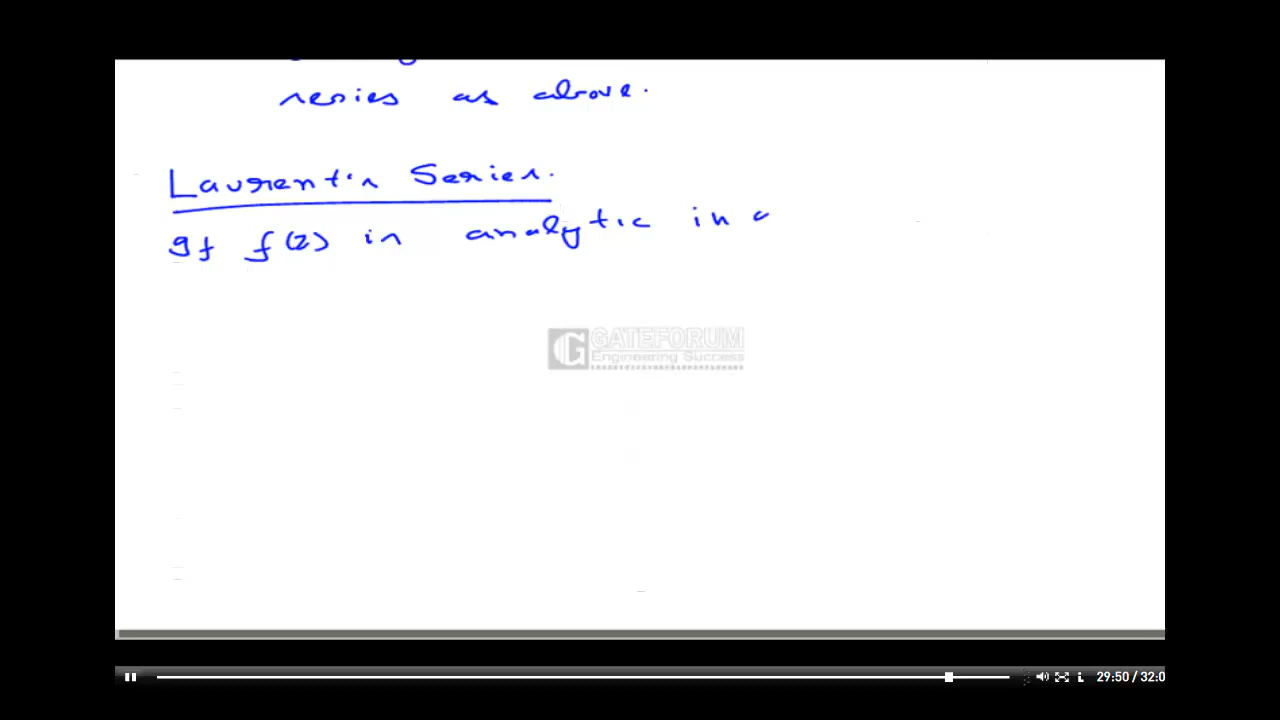 series as above.
Laurent's Series.
If f(z) is analytic in a
GATEFORUM
Engineering Success
29:50 / 32:0